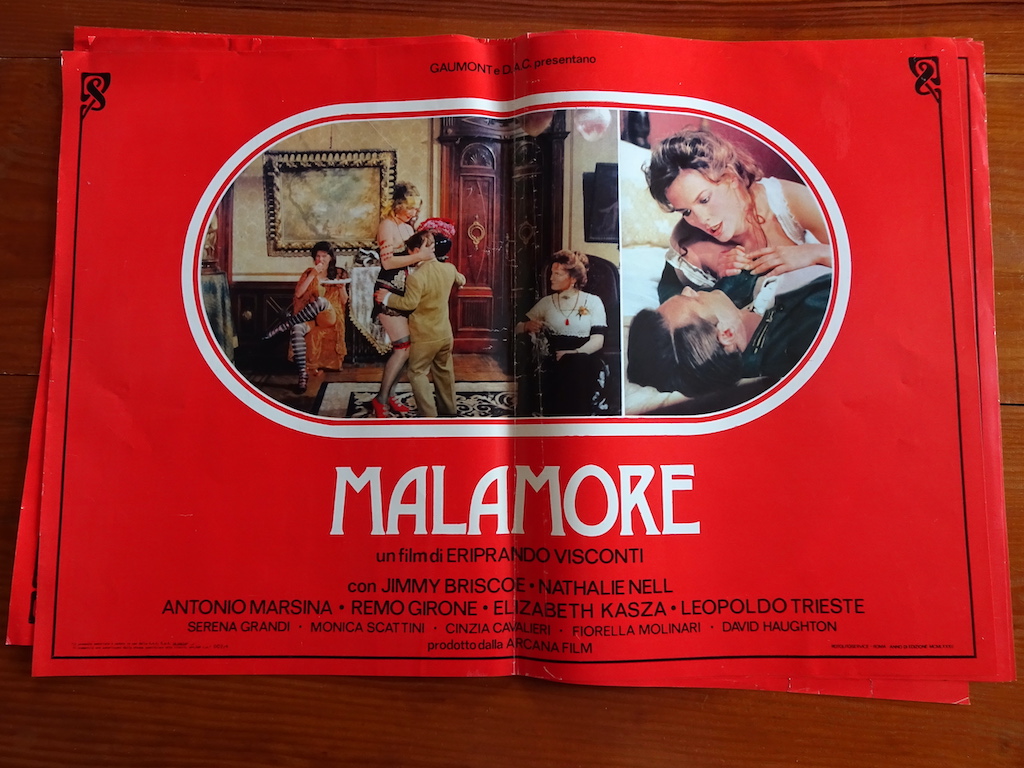 GAUMONT e D.A.C. presentano
MALAMORE
un film di ERIPRANDO VISCONTI
con JIMMY BRISCOE • NATHALIE NELL
ANTONIO MARSINA • REMO GIRONE • ELIZABETH KASZA • LEOPOLDO TRIESTE
SERENA GRANDI · MONICA SCATTINI · CINZIA CAVALIERI · FIORELLA MOLINARI · DAVID HAUGHTON
prodotto dalla ARCANA FILM